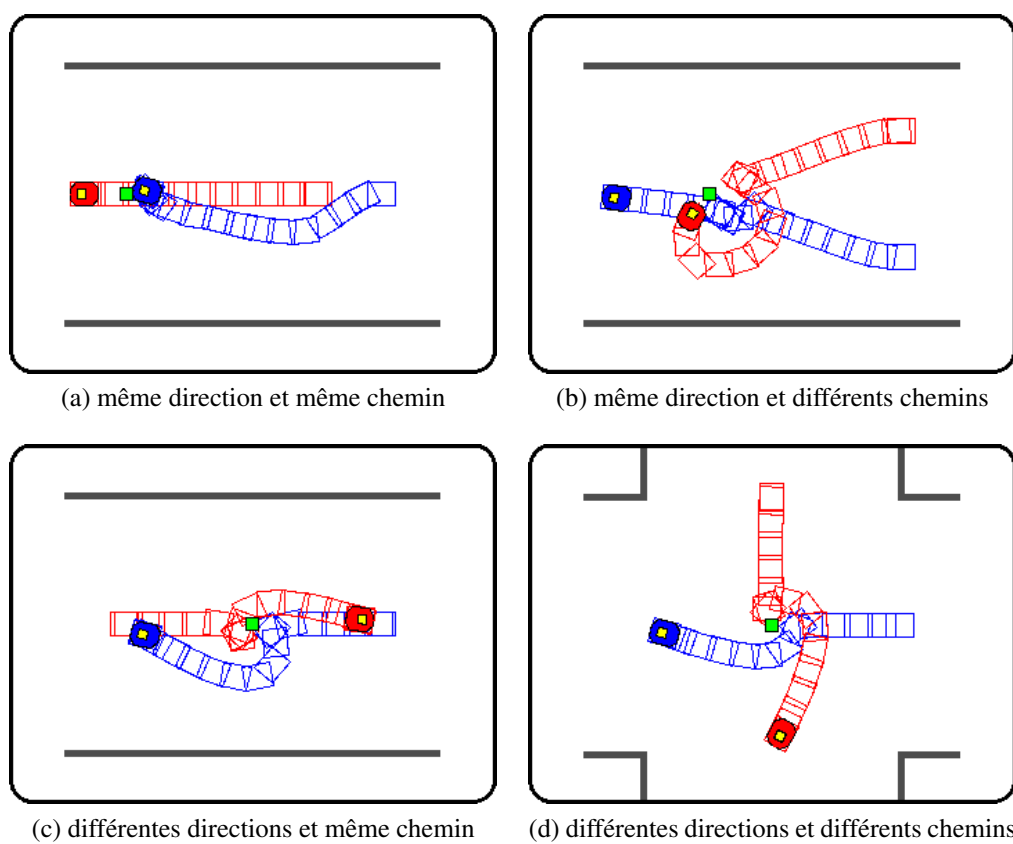 (a) même direction et même chemin
(b) même direction et différents chemins
(c) différentes directions et même chemin
(d) différentes directions et différents chemins